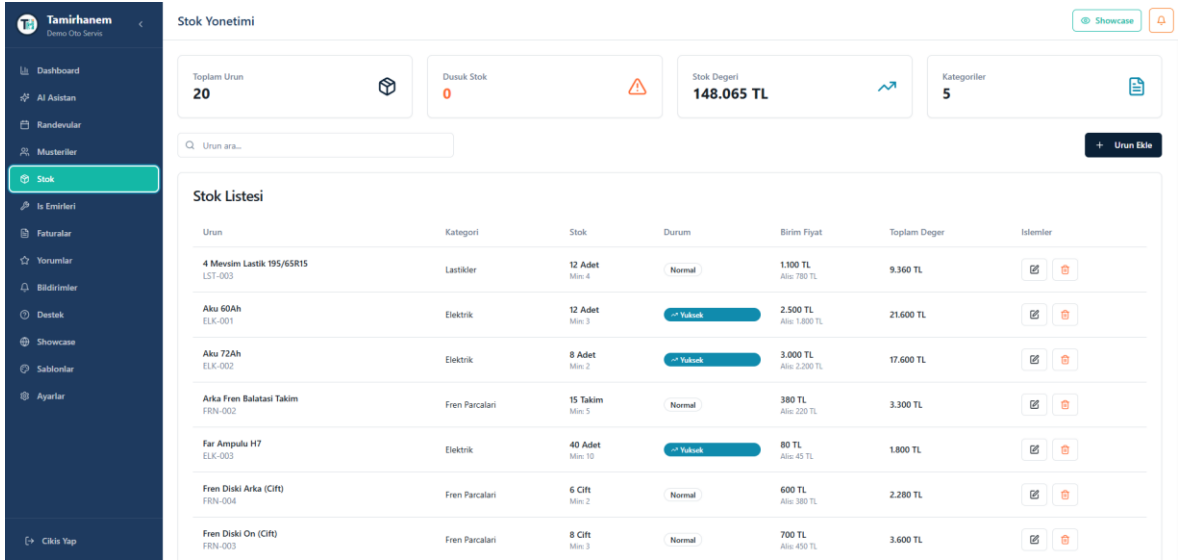 Tamirhanem
Demo Oto Servis
Dashboard
AI Asistan
Randevular
Musteriler
Stok
Is Emirleri
Faturalar
Yorumlar
Bildirimler
Destek
Showcase
Sablonlar
Ayarlar
Cikis Yap
Stok Yonetimi
Showcase
Toplam Urun
20
Dusuk Stok
0
Stok Degeri
148.065 TL
Kategoriler
5
Urun ara...
+ Urun Ekle
Stok Listesi
Urun Kategori Stok Durum Birim Fiyat Toplam Deger Islemler
4 Mevsim Lastik 195/65R15 Lastikler 12 Adet Normal 1.100 TL 9.360 TL
LST-003 Min: 4 Alis: 780 TL
Aku 60Ah Elektrik 12 Adet Yuksek 2.500 TL 21.600 TL
ELK-001 Min: 3 Alis: 1.800 TL
Aku 72Ah Elektrik 8 Adet Yuksek 3.000 TL 17.600 TL
ELK-002 Min: 2 Alis: 2.200 TL
Arka Fren Balatasi Takim Fren Parcalari 15 Takim Normal 380 TL 3.300 TL
FRN-002 Min: 5 Alis: 220 TL
Far Ampulu H7 Elektrik 40 Adet Yuksek 80 TL 1.800 TL
ELK-003 Min: 10 Alis: 45 TL
Fren Diski Arka (Cift) Fren Parcalari 6 Cift Normal 600 TL 2.280 TL
FRN-004 Min: 2 Alis: 380 TL
Fren Diski On (Cift) Fren Parcalari 8 Cift Normal 700 TL 3.600 TL
FRN-003 Min: 3 Alis: 450 TL